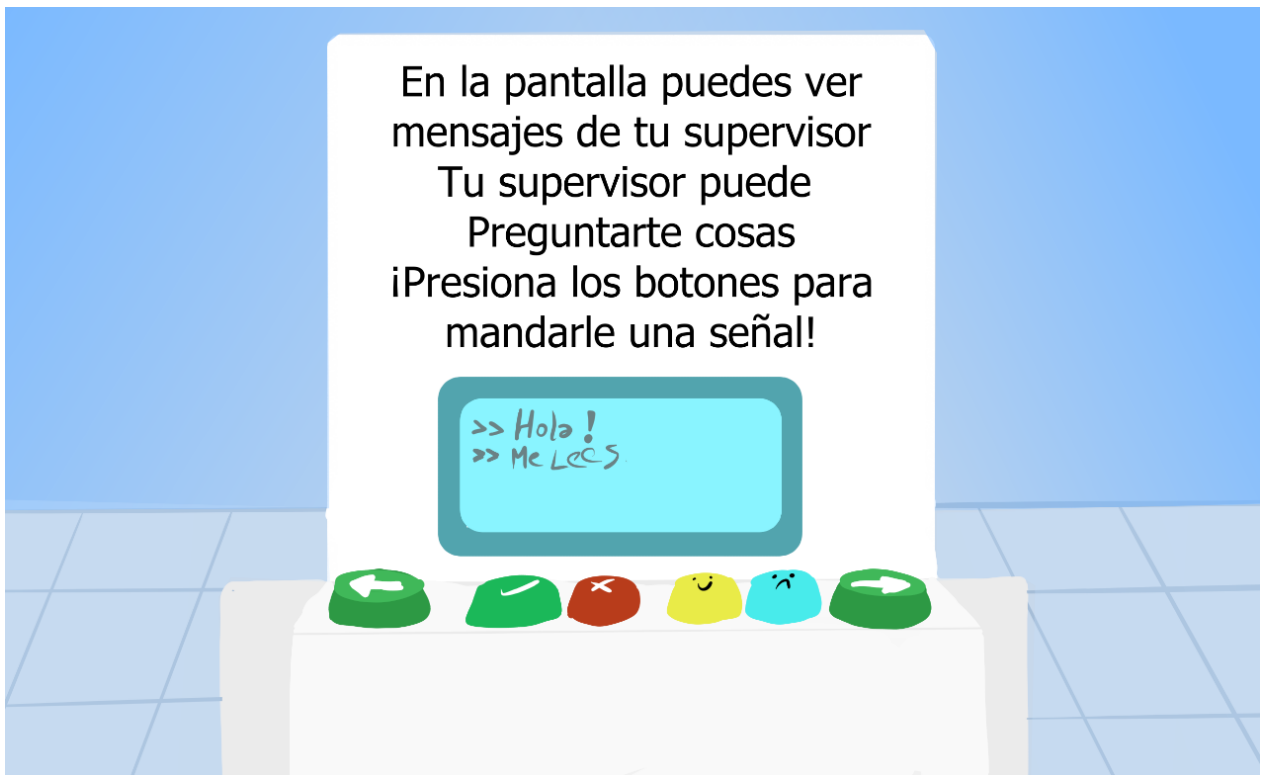 En la pantalla puedes ver
mensajes de tu supervisor
Tu supervisor puede
Preguntarte cosas
¡Presiona los botones para
mandarle una señal!
>> Hola!
>> Me Lees